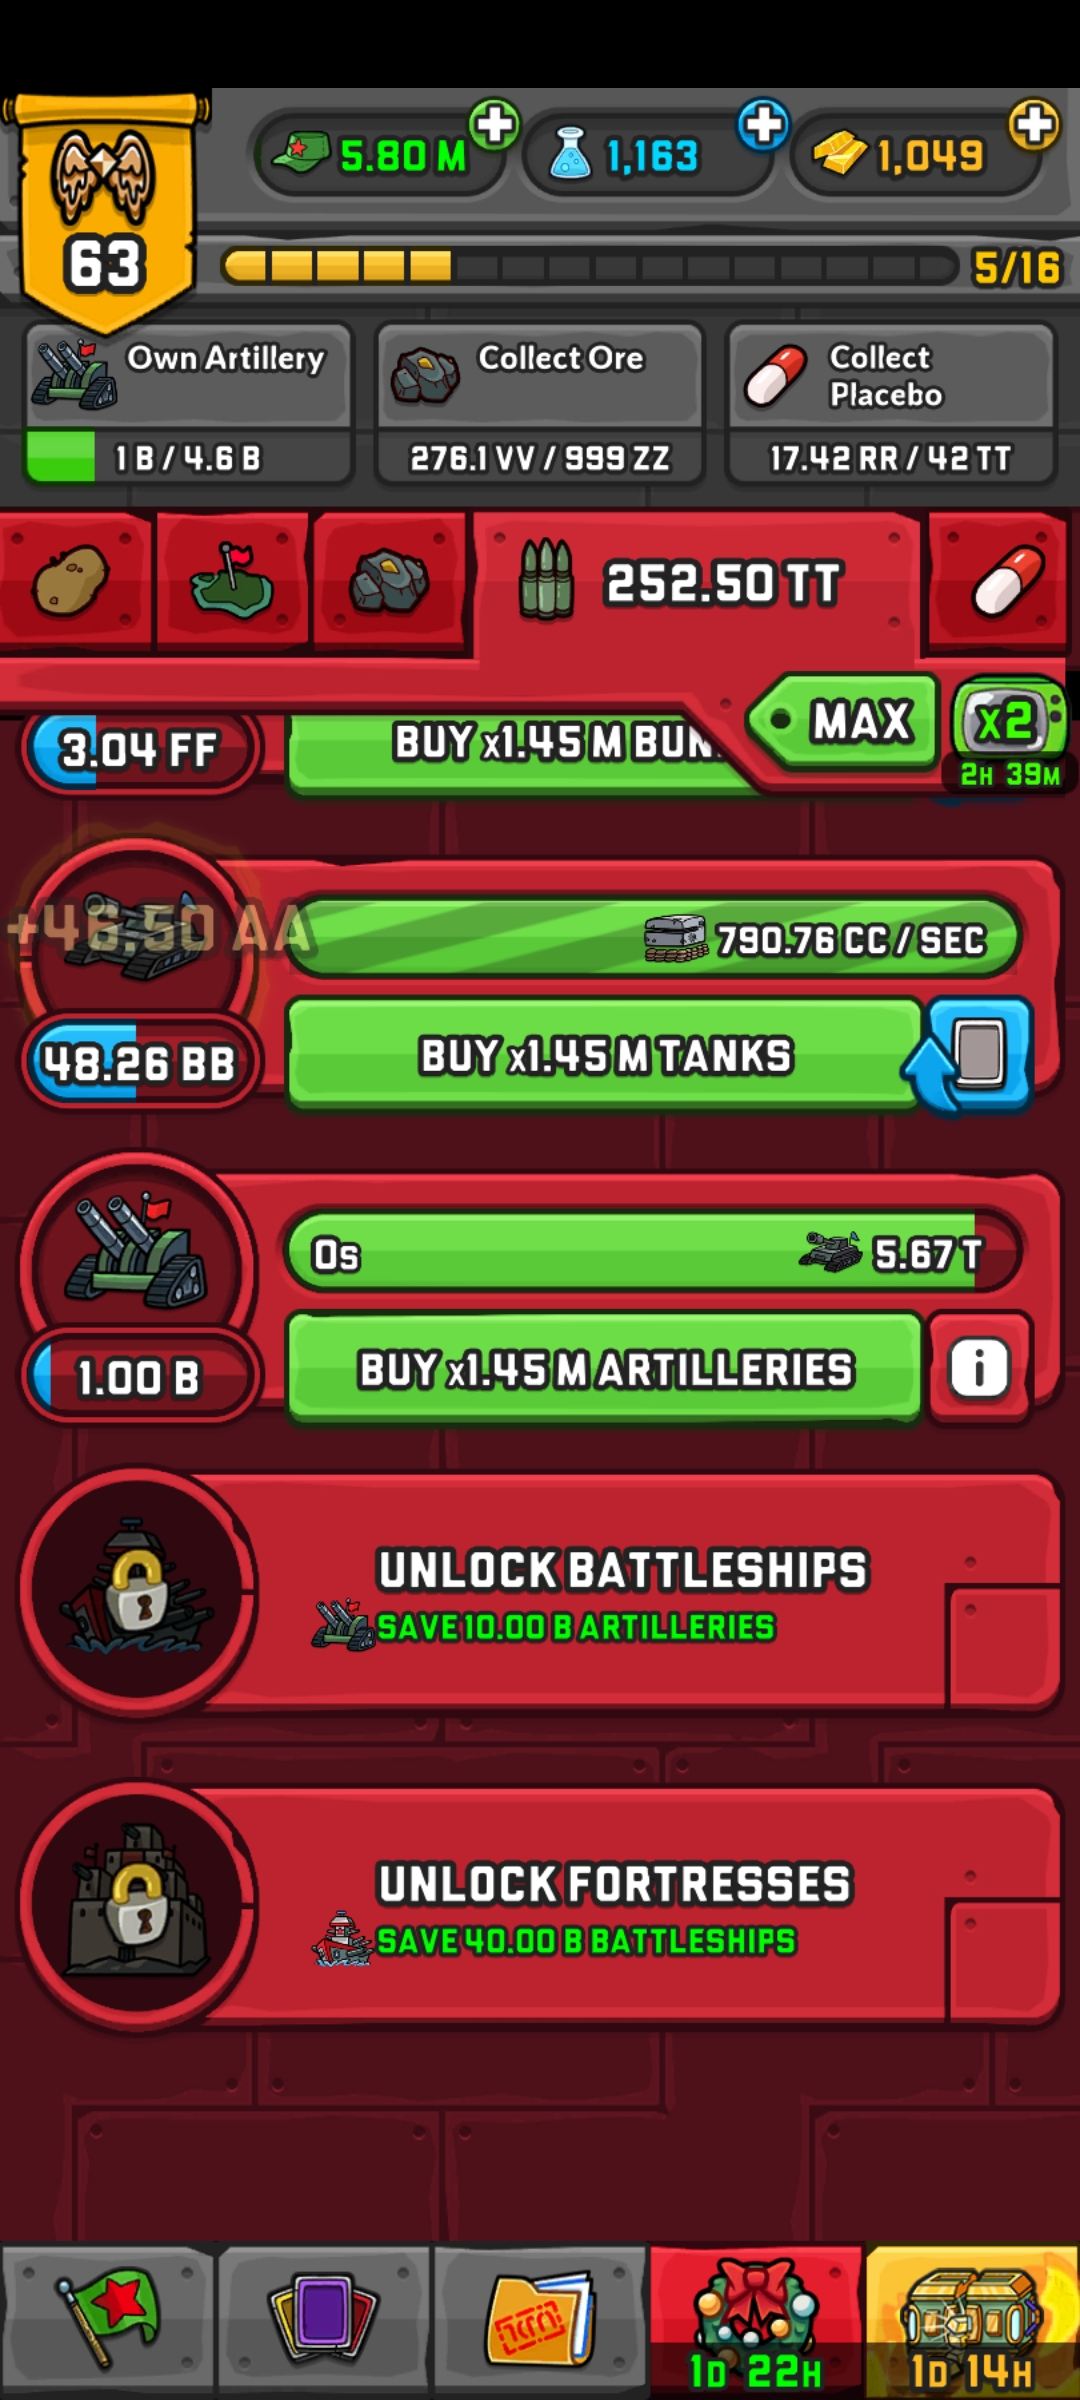 5.80 M
1,163
1,049
63
5/16
Own Artillery
1 B / 4.6 B
Collect Ore
276.1 VV / 999 ZZ
Collect
Placebo
17.42 RR / 42 TT
252.50 TT
MAX
x2
2H 39M
3.04 FF
BUY x1.45 M BUN
+46.50 AA
790.76 CC / SEC
48.26 BB
BUY x1.45 M TANKS
0s
5.67 T
1.00 B
BUY x1.45 M ARTILLERIES
i
UNLOCK BATTLESHIPS
SAVE 10.00 B ARTILLERIES
UNLOCK FORTRESSES
SAVE 40.00 B BATTLESHIPS
1D 22H
1D 14H